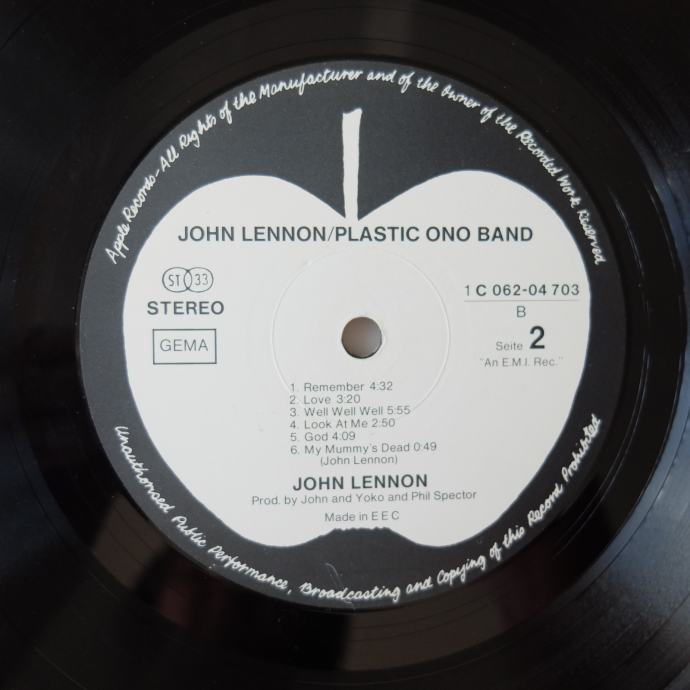 Apple Records-All Rights of the Manufacturer and of the Owner of the Recorded Work Reserved
JOHN LENNON/PLASTIC ONO BAND
ST 33
STEREO
GEMA
1 C 062-04 703
B
Seite 2
"An E.M.I. Rec."
1. Remember 4:32
2. Love 3:20
3. Well Well Well 5:55
4. Look At Me 2:50
5. God 4:09
6. My Mummy's Dead 0:49
(John Lennon)
JOHN LENNON
Prod. by John and Yoko and Phil Spector
Made in E E C
Unauthorised Public Performance, Broadcasting and Copying of this Record Prohibited